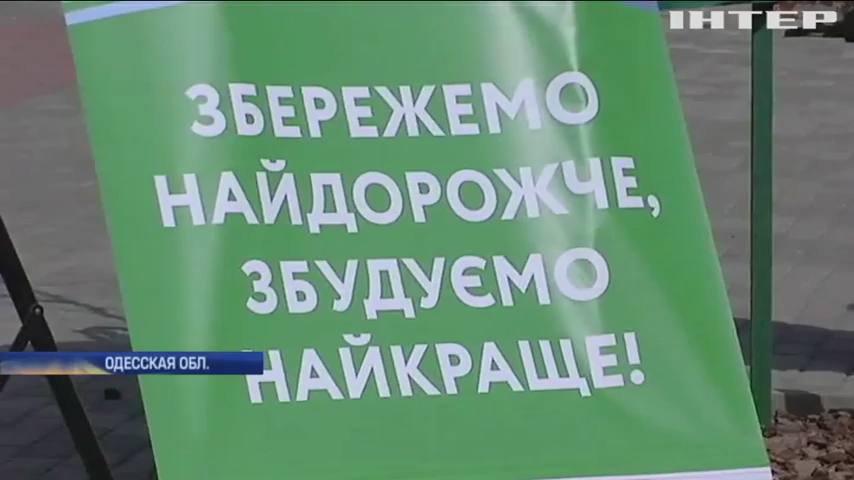 ІНТЕР
ЗБЕРЕЖЕМО
НАЙДОРОЖЧЕ,
ЗБУДУЄМО
НАЙКРАЩЕ!
ОДЕССКАЯ ОБЛ.